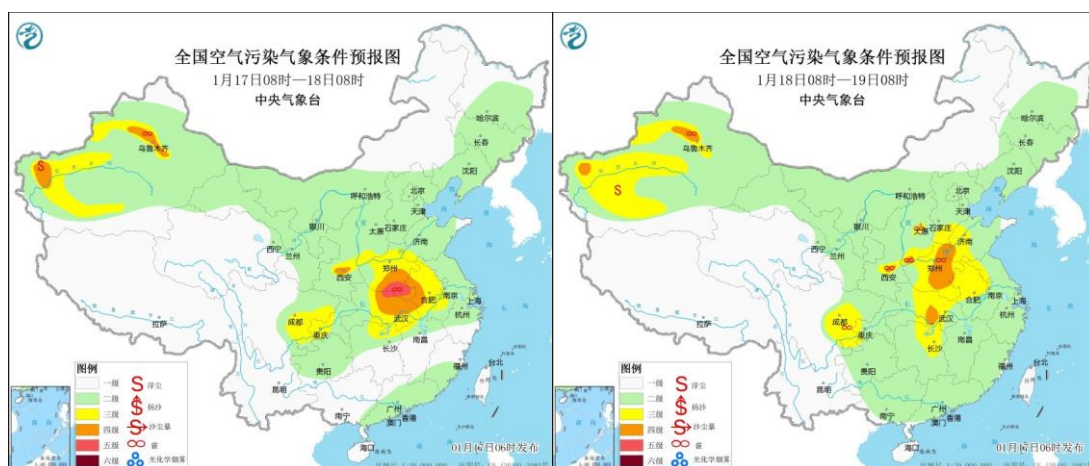 全国空气污染气象条件预报图
1月17日08时—18日08时
中央气象台
哈尔滨
长春
沈阳
乌鲁木齐
呼和浩特
北京
天津
银川
太原
石家庄
济南
西宁
兰州
西安
郑州
合肥
南京
上海
杭州
武汉
成都
重庆
拉萨
长沙
南昌
贵阳
福州
台北
昆明
南宁
广州
香港
澳门
海口
图例
一级
二级
三级
四级
五级
六级
浮尘
扬沙
沙尘暴
霾
光化学烟雾
06时发布
全国空气污染气象条件预报图
1月18日08时—19日08时
中央气象台
哈尔滨
长春
沈阳
乌鲁木齐
呼和浩特
北京
天津
银川
太原
石家庄
济南
西宁
兰州
西安
郑州
合肥
南京
上海
杭州
武汉
成都
重庆
拉萨
长沙
南昌
贵阳
福州
台北
昆明
南宁
广州
香港
澳门
海口
图例
一级
二级
三级
四级
五级
六级
浮尘
扬沙
沙尘暴
霾
光化学烟雾
06时发布